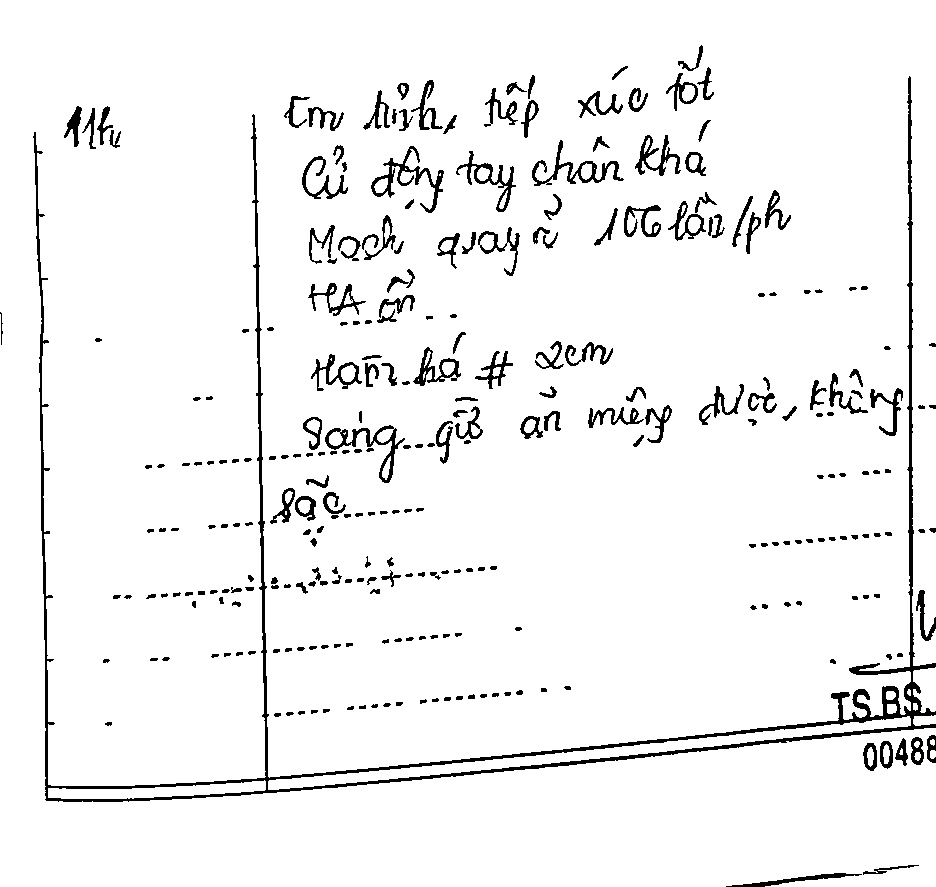 11h
Em tỉnh, tiếp xúc tốt
Cử động tay chân khá
Mạch quay rõ 106 lần/ph
HA ổn
Hám há # 2cm
Sáng giờ ăn miệng được, không
sặc
TS.BS.
00488